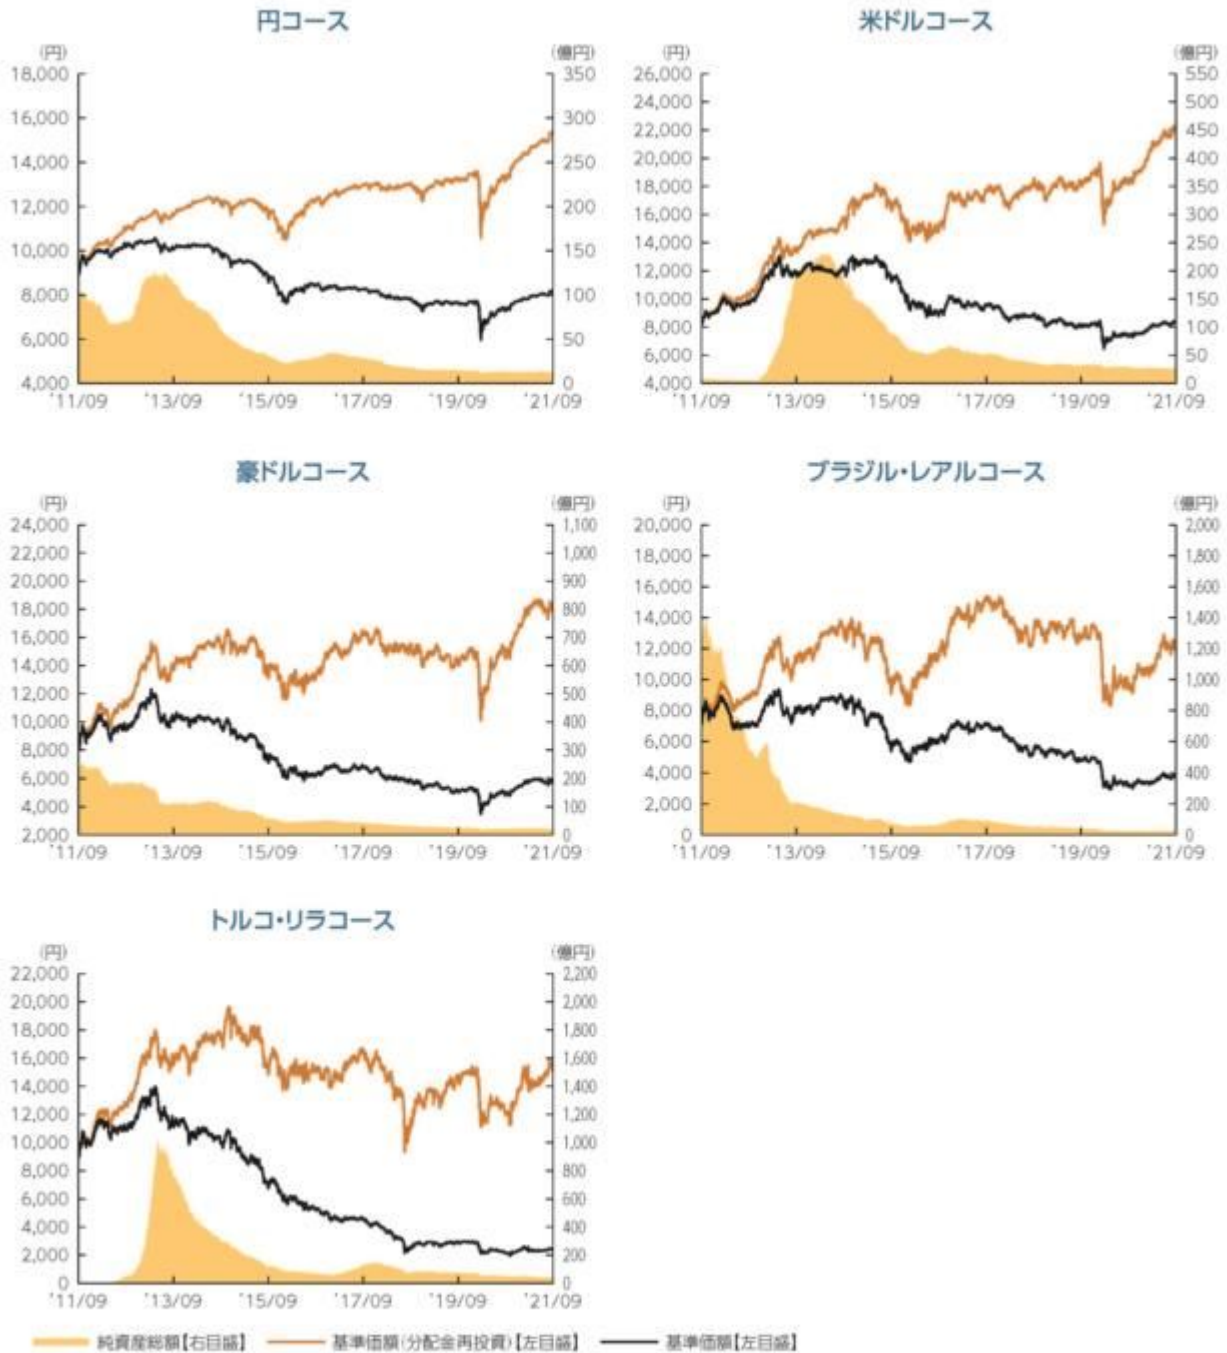 円コース
米ドルコース
(円) (億円) (円) (億円)
18,000 350 26,000 550
16,000 300 24,000 500
14,000 250 22,000 450
12,000 200 20,000 400
10,000 150 18,000 350
8,000 100 16,000 300
6,000 50 14,000 250
4,000 0 12,000 200
10,000 150
8,000 100
6,000 50
4,000 0
'11/09 '13/09 '15/09 '17/09 '19/09 '21/09
'11/09 '13/09 '15/09 '17/09 '19/09 '21/09
豪ドルコース
ブラジル・レアルコース
(円) (億円) (円) (億円)
24,000 1,100 20,000 2,000
22,000 1,000 18,000 1,800
20,000 900 16,000 1,600
18,000 800 14,000 1,400
16,000 700 12,000 1,200
14,000 600 10,000 1,000
12,000 500 8,000 800
10,000 400 6,000 600
8,000 300 4,000 400
6,000 200 2,000 200
4,000 100 0 0
2,000 0
'11/09 '13/09 '15/09 '17/09 '19/09 '21/09
'11/09 '13/09 '15/09 '17/09 '19/09 '21/09
トルコ・リラコース
(円) (億円)
22,000 2,200
20,000 2,000
18,000 1,800
16,000 1,600
14,000 1,400
12,000 1,200
10,000 1,000
8,000 800
6,000 600
4,000 400
2,000 200
0 0
'11/09 '13/09 '15/09 '17/09 '19/09 '21/09
純資産総額【右目盛】 基準価額(分配金再投資)【左目盛】 基準価額【左目盛】